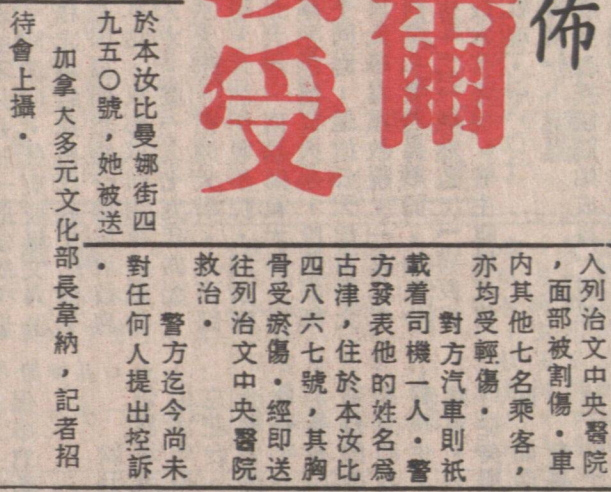 佈
爾
受
於本汝比曼娜街四
九五〇號，她被送
入列治文中央醫院
，面部被割傷・車
內其他七名乘客，
亦均受輕傷・
對方汽車則祇
載着司機一人・警
方發表他的姓名爲
古津，住於本汝比
四八六七號，其胸
骨受瘀傷・經即送
往列治文中央醫院
救治・
警方迄今尚未
對任何人提出控訴
・
加拿大多元文化部長韋納，記者招
待會上攝・